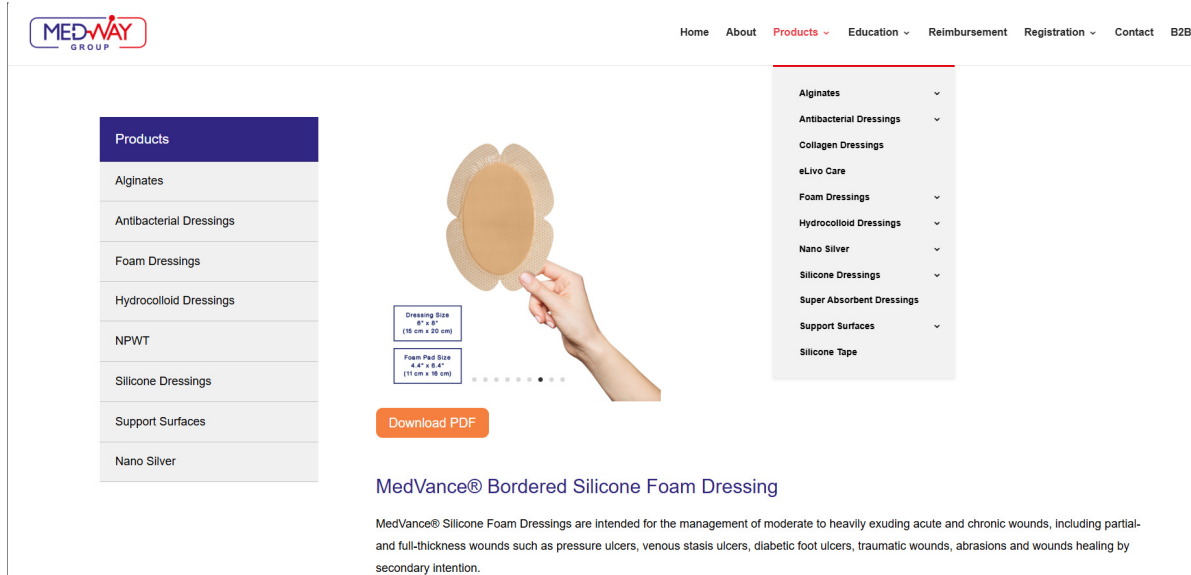 MEDWAY
GROUP
Home About Products Education Reimbursement Registration Contact B2B
Alginates
Antibacterial Dressings
Collagen Dressings
eLivo Care
Foam Dressings
Hydrocolloid Dressings
Nano Silver
Silicone Dressings
Super Absorbent Dressings
Support Surfaces
Silicone Tape
Products
Alginates
Antibacterial Dressings
Foam Dressings
Hydrocolloid Dressings
NPWT
Silicone Dressings
Support Surfaces
Nano Silver
Dressing Size
6" x 8"
(15 cm x 20 cm)
Foam Pad Size
4.4" x 6.4"
(11 cm x 16 cm)
Download PDF
MedVance® Bordered Silicone Foam Dressing
MedVance® Silicone Foam Dressings are intended for the management of moderate to heavily exuding acute and chronic wounds, including partial-
and full-thickness wounds such as pressure ulcers, venous stasis ulcers, diabetic foot ulcers, traumatic wounds, abrasions and wounds healing by
secondary intention.